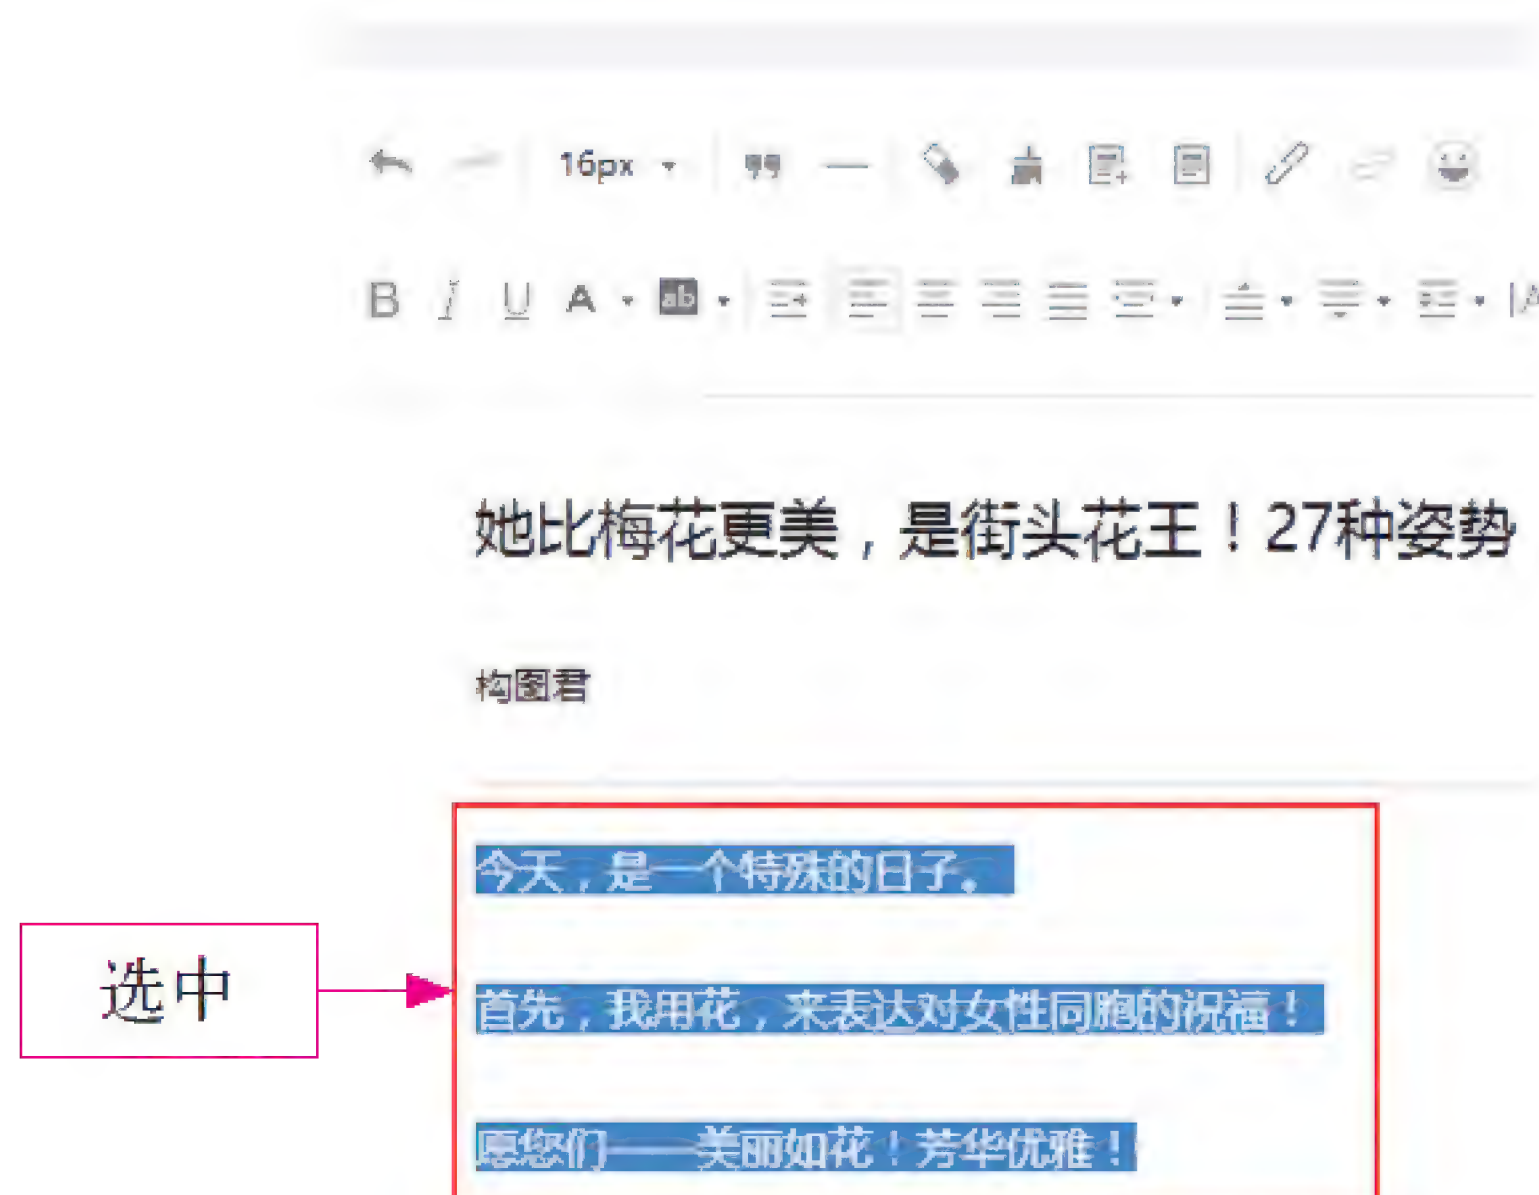 16px
B I U A ab A
她比梅花更美，是街头花王！27种姿势
构图君
今天，是一个特殊的日子。
首先，我用花，来表达对女性同胞的祝福！
选中
愿您们——美丽如花！芳华优雅！